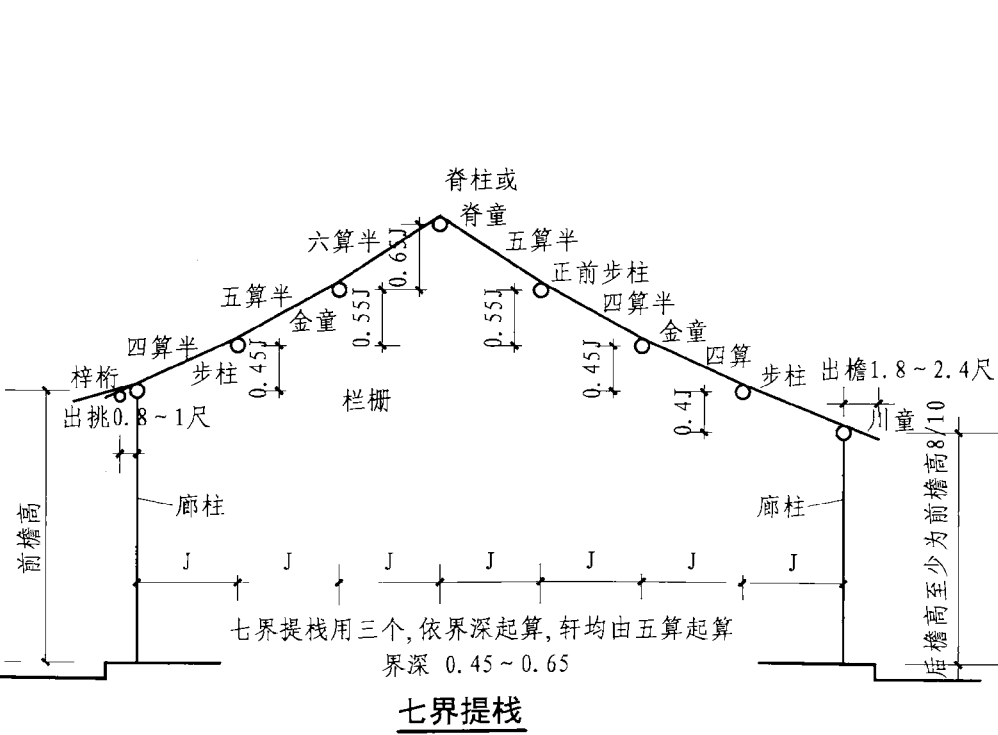 脊柱或
脊童
六算半
五算半
0.65J
正前步柱
五算半
0.55J
0.55J
四算半
金童
金童
四算半
0.45J
0.45J
四算
步柱
步柱
梓桁
出檐1.8~2.4尺
出挑0.8~1尺
栏栅
0.4J
川童
廊柱
廊柱
前檐高
后檐高至少为前檐高8/10
J
J
J
J
J
J
J
七界提栈用三个,依界深起算,轩均由五算起算
界深 0.45~0.65
七界提栈